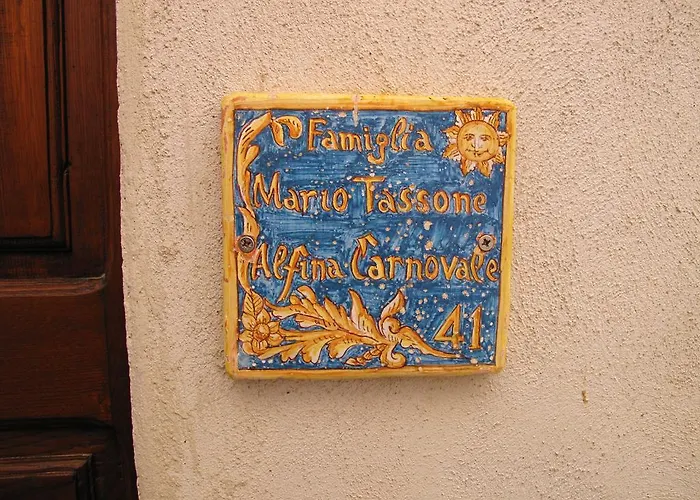 Famiglia
Mario Tassone
Alfina Carnovale
41